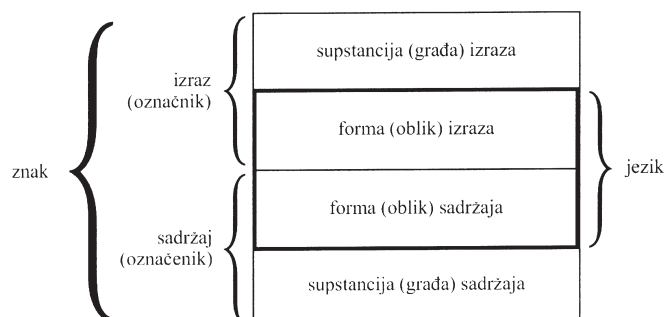 supstancija (građa) izraza
izraz
(označnik)
forma (oblik) izraza
znak
jezik
forma (oblik) sadržaja
sadržaj
(označenik)
supstancija (građa) sadržaja